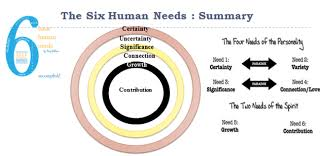 The Six Human Needs : Summary
6
human
needs
Certainty
Uncertainty
Significance
Connection
Growth
Contribution
The Four Needs of the Personality
Need 1:
Certainty
PARADOX
Need 2:
Variety
Need 3:
Significance
PARADOX
Need 4:
Connection/Love
The Two Needs of the Spirit
Need 5:
Growth
Need 6:
Contribution